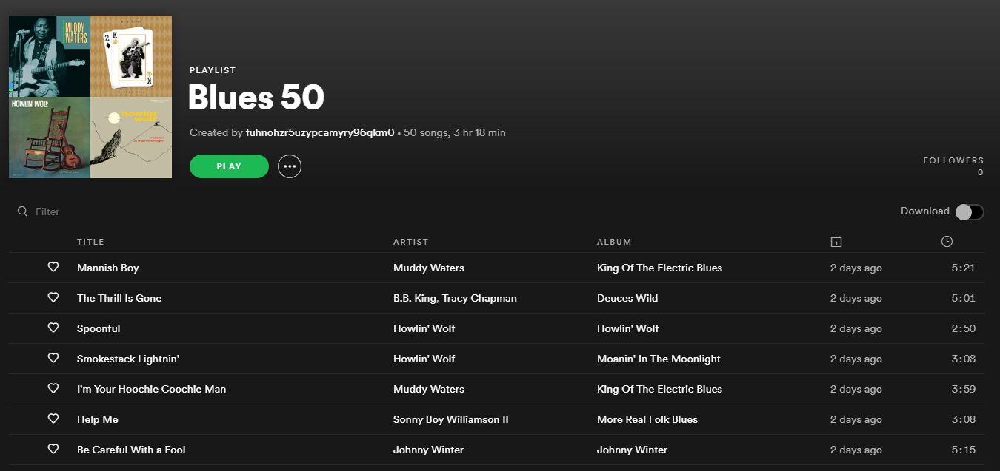 MUDDY
WATERS
B.B. KING
2 K
K
HOWLIN' WOLF
howlin'
wolf
moanin'
in the moonlight
PLAYLIST
Blues 50
Created by fuhnohzr5uzypcamyry96qkm0 • 50 songs, 3 hr 18 min
PLAY
FOLLOWERS
0
Filter
Download
TITLE ARTIST ALBUM
Mannish Boy Muddy Waters King Of The Electric Blues 2 days ago 5:21
The Thrill Is Gone B.B. King, Tracy Chapman Deuces Wild 2 days ago 5:01
Spoonful Howlin' Wolf Howlin' Wolf 2 days ago 2:50
Smokestack Lightnin' Howlin' Wolf Moanin' In The Moonlight 2 days ago 3:08
I'm Your Hoochie Coochie Man Muddy Waters King Of The Electric Blues 2 days ago 3:59
Help Me Sonny Boy Williamson II More Real Folk Blues 2 days ago 3:08
Be Careful With a Fool Johnny Winter Johnny Winter 2 days ago 5:15